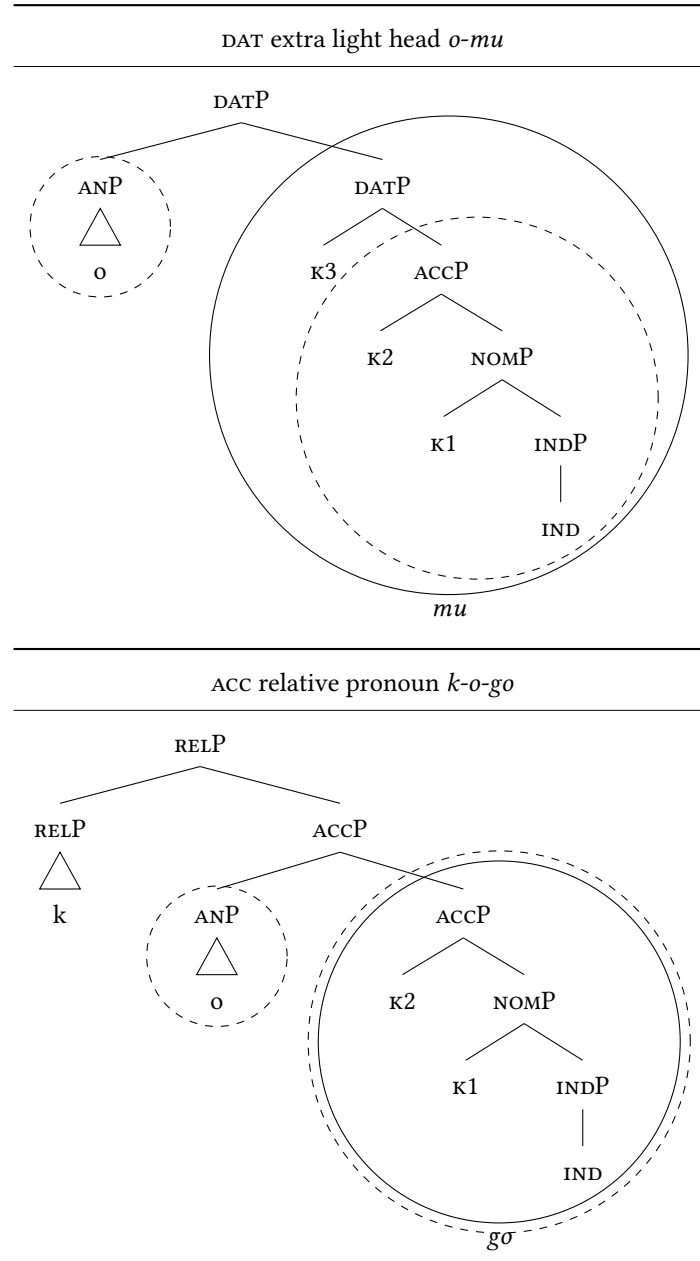 DAT extra light head o-mu
DATP
ANP DATP
o K3 ACCP
K2 NOMP
K1 INDP
IND
mu
ACC relative pronoun k-o-go
RELP
RELP ACCP
k ANP ACCP
o K2 NOMP
K1 INDP
IND
go